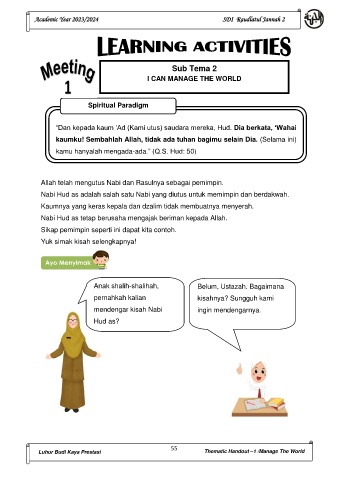 Academic Year 2023/2024
SDI Raudlatul Jannah 2
LEARNING ACTIVITIES
Meeting
1
Sub Tema 2
I CAN MANAGE THE WORLD
Spiritual Paradigm
"Dan kepada kaum 'Ad (Kami utus) saudara mereka, Hud. Dia berkata, 'Wahai
kaumku! Sembahlah Allah, tidak ada tuhan bagimu selain Dia. (Selama ini)
kamu hanyalah mengada-ada." (Q.S. Hud: 50)
Allah telah mengutus Nabi dan Rasulnya sebagai pemimpin.
Nabi Hud as adalah salah satu Nabi yang diutus untuk memimpin dan berdakwah.
Kaumnya yang keras kepala dan dzalim tidak membuatnya menyerah.
Nabi Hud as tetap berusaha mengajak beriman kepada Allah.
Sikap pemimpin seperti ini dapat kita contoh.
Yuk simak kisah selengkapnya!
Ayo Menyimak
Anak shalih-shalihah,
pernahkah kalian
mendengar kisah Nabi
Hud as?
Belum, Ustazah. Bagaimana
kisahnya? Sungguh kami
ingin mendengarnya.
Luhur Budi Kaya Prestasi
55
Thematic Handout –1 /Manage The World